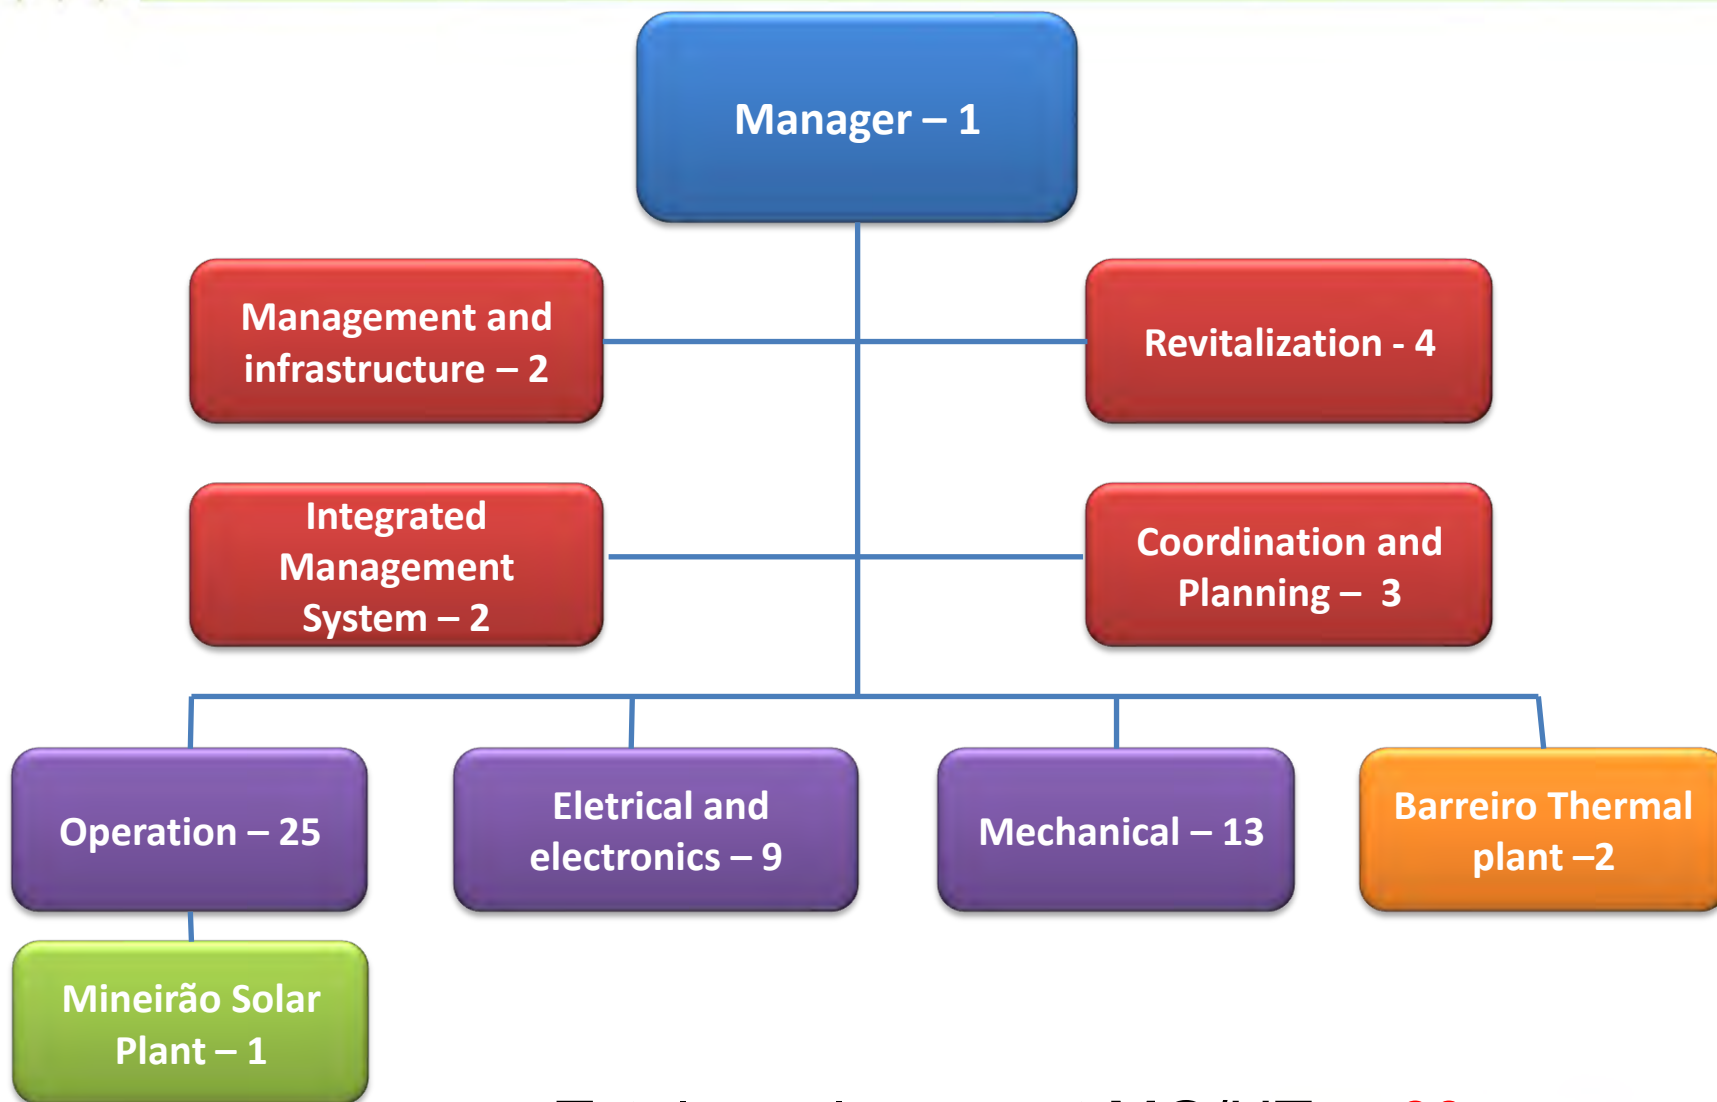 Manager – 1
Management and
infrastructure – 2
Revitalization - 4
Integrated
Management
System – 2
Coordination and
Planning – 3
Operation – 25
Eletrical and
electronics – 9
Mechanical – 13
Barreiro Thermal
plant –2
Mineirão Solar
Plant – 1